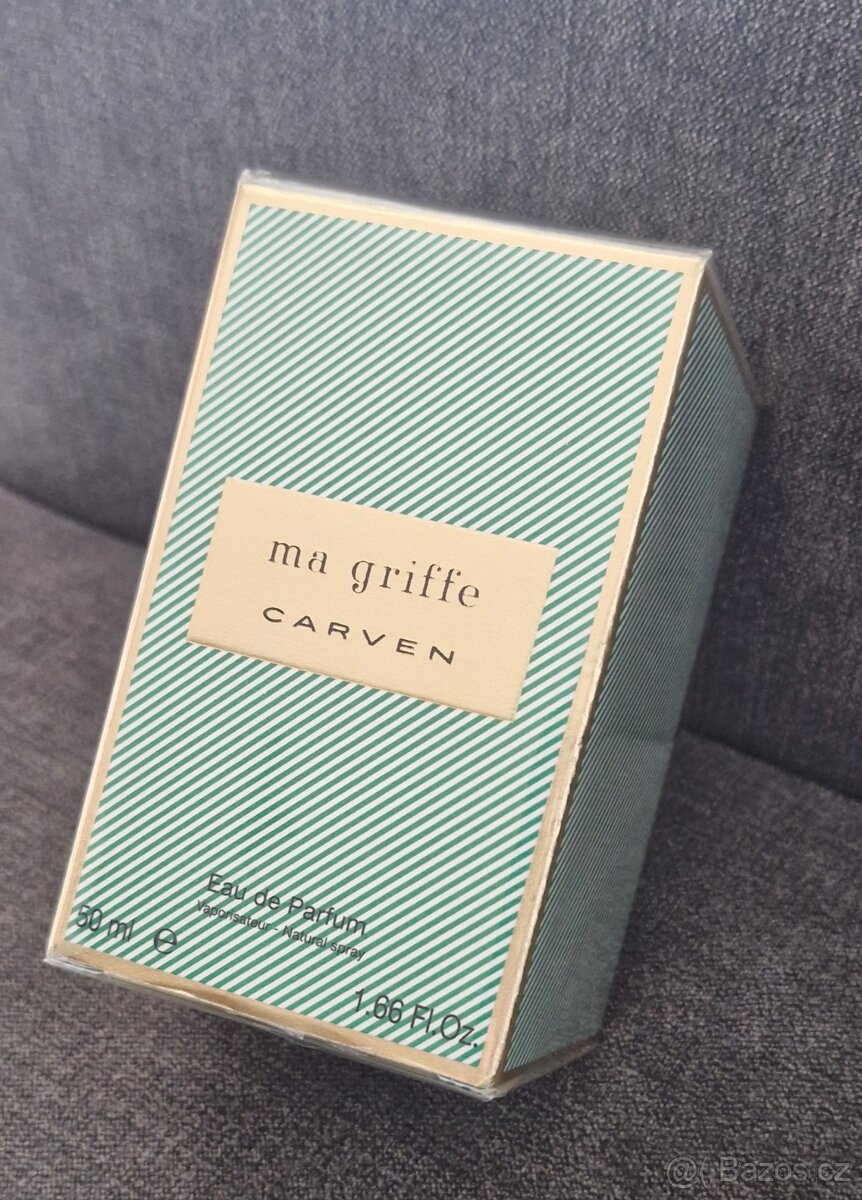 ma griffe
CARVEN
Eau de Parfum
Vaporisateur - Natural spray
50 ml e
1.66 Fl.Oz.
@( Bazos.cz